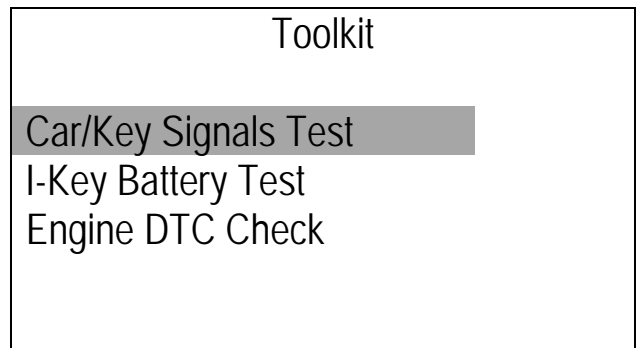 Toolkit
Car/Key Signals Test
I-Key Battery Test
Engine DTC Check